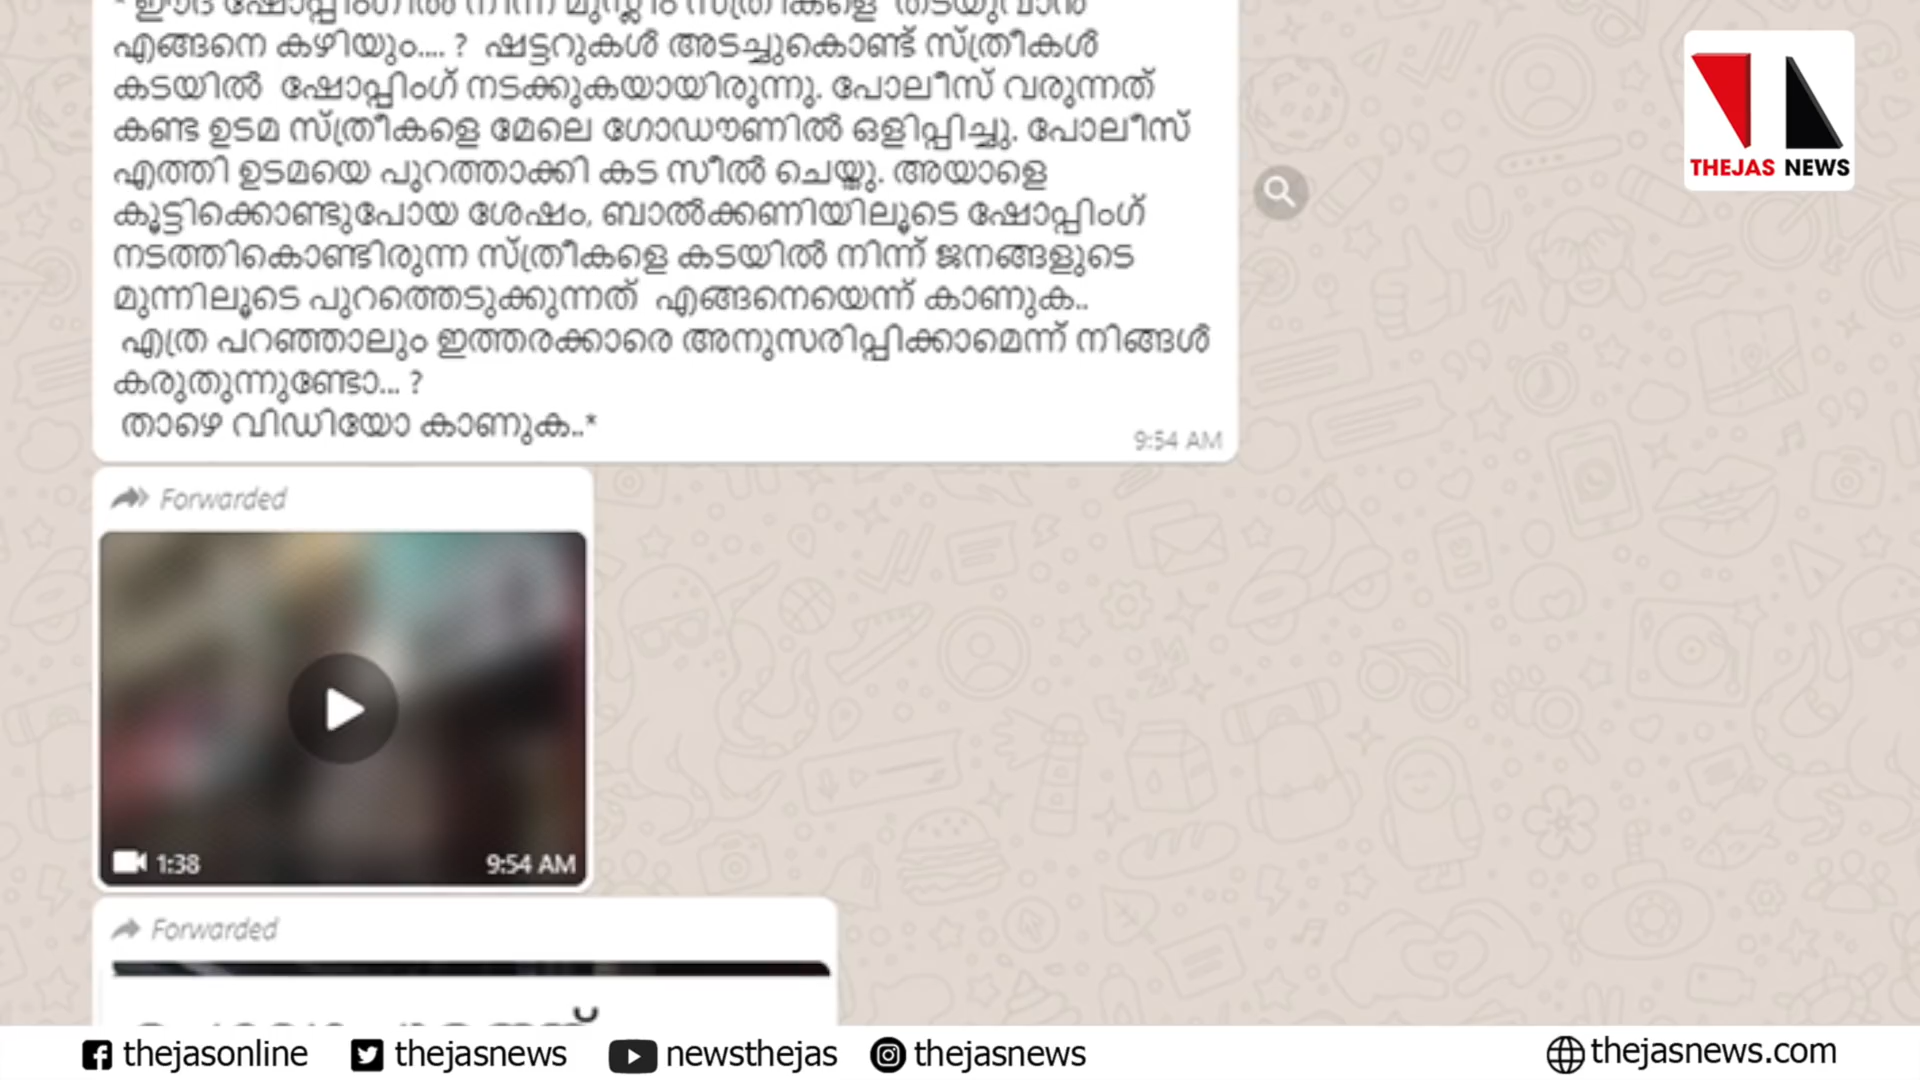 * ഈദ് ഷോപ്പിംഗിൽ നിന്ന് മുസ്ലിം സ്ത്രീകളെ തടയുവാൻ
എങ്ങനെ കഴിയും.... ? ഷട്ടറുകൾ അടച്ചുകൊണ്ട് സ്ത്രീകൾ
കടയിൽ ഷോപ്പിംഗ് നടക്കുകയായിരുന്നു. പോലീസ് വരുന്നത്
കണ്ട ഉടമ സ്ത്രീകളെ മേലെ ഗോഡൗണിൽ ഒളിപ്പിച്ചു. പോലീസ്
എത്തി ഉടമയെ പുറത്താക്കി കട സീൽ ചെയ്തു. അയാളെ
കൂട്ടിക്കൊണ്ടുപോയ ശേഷം, ബാൽക്കണിയിലൂടെ ഷോപ്പിംഗ്
നടത്തികൊണ്ടിരുന്ന സ്ത്രീകളെ കടയിൽ നിന്ന് ജനങ്ങളുടെ
മുന്നിലൂടെ പുറത്തെടുക്കുന്നത് എങ്ങനെയെന്ന് കാണുക..
എത്ര പറഞ്ഞാലും ഇത്തരക്കാരെ അനുസരിപ്പിക്കാമെന്ന് നിങ്ങൾ
കരുതുന്നുണ്ടോ... ?
താഴെ വിഡിയോ കാണുക..*
9:54 AM
THEJAS NEWS
Forwarded
1:38 9:54 AM
Forwarded
thejasonline thejasnews newsthejas thejasnews thejasnews.com